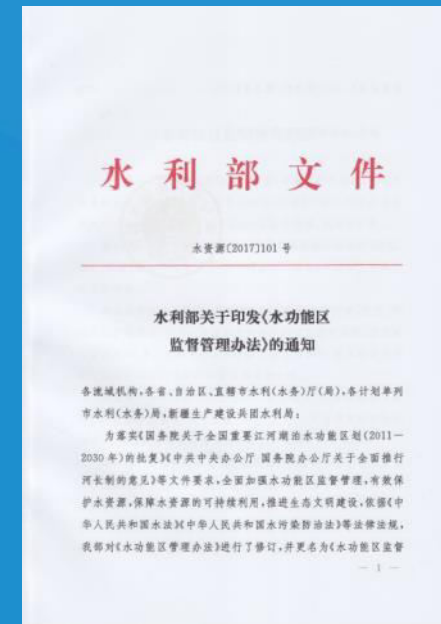 水利部文件
水资源〔2017〕101 号
水利部关于印发《水功能区
监督管理办法》的通知
各流域机构,各省、自治区、直辖市水利(水务)厅(局),各计划单列
市水利(水务)局,新疆生产建设兵团水利局:
为落实《国务院关于全国重要江河湖泊水功能区划(2011—
2030 年)的批复》《中共中央办公厅 国务院办公厅关于全面推行
河长制的意见》等文件要求,全面加强水功能区监督管理,有效保
护水资源,保障水资源的可持续利用,推进生态文明建设,依据《中
华人民共和国水法》《中华人民共和国水污染防治法》等法律法规,
我部对《水功能区管理办法》进行了修订,并更名为《水功能区监督
— 1 —